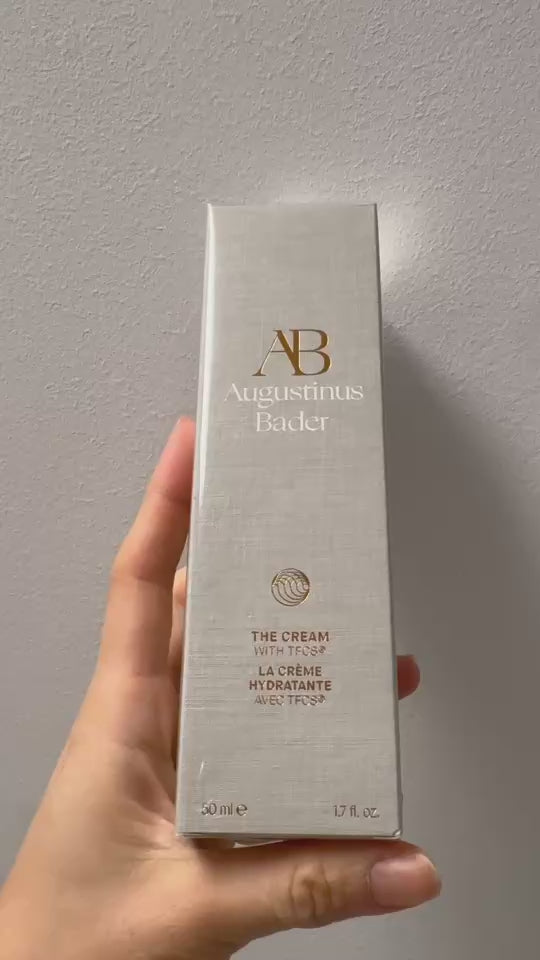 AB
Augustinus
Bader
THE CREAM
WITH TFC8®
LA CRÈME
HYDRATANTE
AVEC TFC8®
50 ml e
1.7 fl. oz.